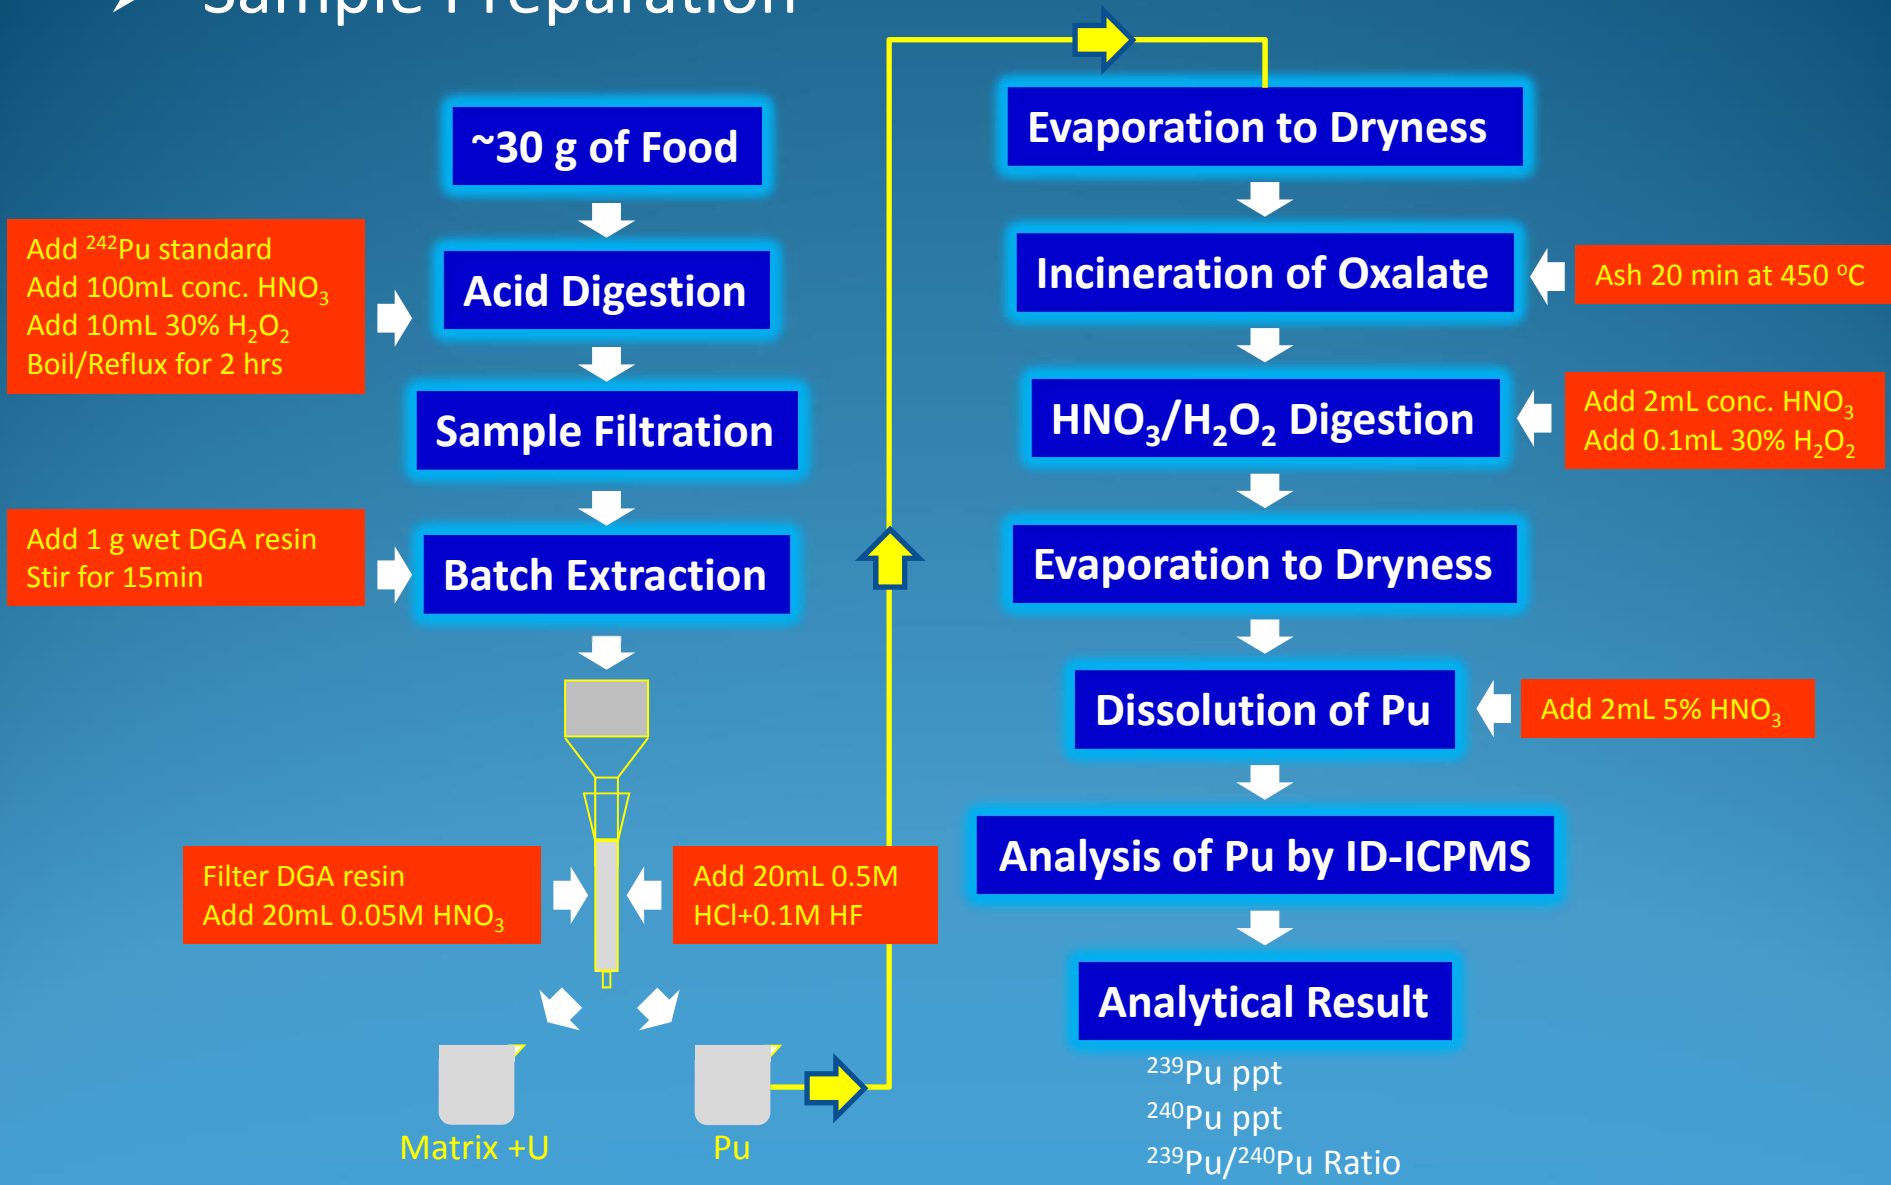 ➤ Sample Preparation
~30 g of Food
Add ²⁴²Pu standard
Add 100mL conc. HNO₃
Add 10mL 30% H₂O₂
Boil/Reflux for 2 hrs
Acid Digestion
Sample Filtration
Add 1 g wet DGA resin
Stir for 15min
Batch Extraction
Filter DGA resin
Add 20mL 0.05M HNO₃
Add 20mL 0.5M
HCl+0.1M HF
Matrix +U
Pu
Evaporation to Dryness
Incineration of Oxalate
Ash 20 min at 450 ⁰C
HNO₃/H₂O₂ Digestion
Add 2mL conc. HNO₃
Add 0.1mL 30% H₂O₂
Evaporation to Dryness
Dissolution of Pu
Add 2mL 5% HNO₃
Analysis of Pu by ID-ICPMS
Analytical Result
²³⁹Pu ppt
²⁴⁰Pu ppt
²³⁹Pu/²⁴⁰Pu Ratio